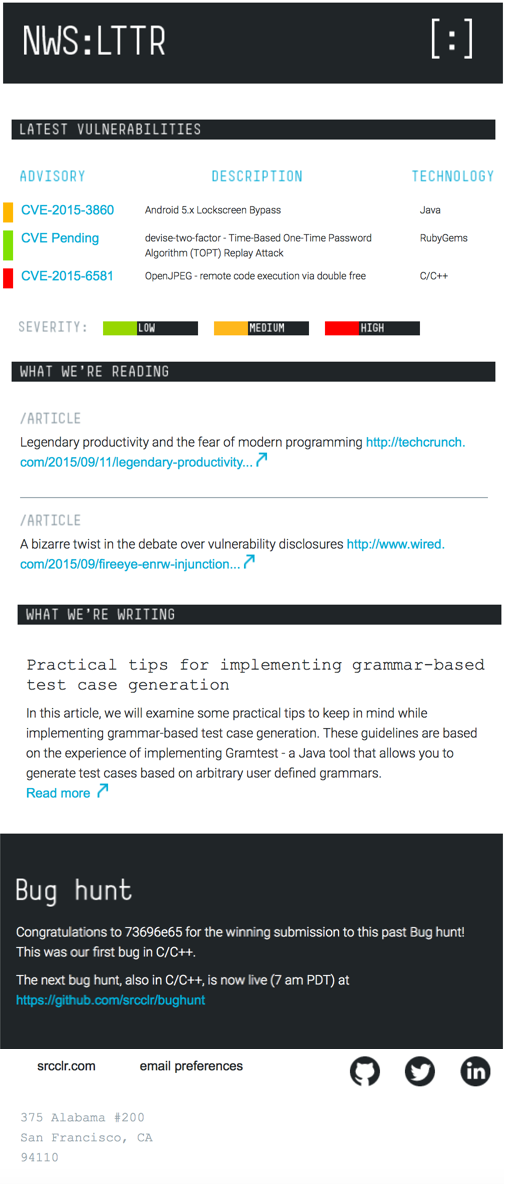 NWS:LTTR [:]
LATEST VULNERABILITIES
ADVISORY DESCRIPTION TECHNOLOGY
CVE-2015-3860 Android 5.x Lockscreen Bypass Java
CVE Pending devise-two-factor - Time-Based One-Time Password RubyGems
Algorithm (TOPT) Replay Attack
CVE-2015-6581 OpenJPEG - remote code execution via double free C/C++
SEVERITY: LOW MEDIUM HIGH
WHAT WE'RE READING
/ARTICLE
Legendary productivity and the fear of modern programming http://techcrunch.
com/2015/09/11/legendary-productivity...
/ARTICLE
A bizarre twist in the debate over vulnerability disclosures http://www.wired.
com/2015/09/fireeye-enrw-injunction...
WHAT WE'RE WRITING
Practical tips for implementing grammar-based
test case generation
In this article, we will examine some practical tips to keep in mind while
implementing grammar-based test case generation. These guidelines are based
on the experience of implementing Gramtest - a Java tool that allows you to
generate test cases based on arbitrary user defined grammars.
Read more
Bug hunt
Congratulations to 73696e65 for the winning submission to this past Bug hunt!
This was our first bug in C/C++.
The next bug hunt, also in C/C++, is now live (7 am PDT) at
https://github.com/srcclr/bughunt
srcclr.com email preferences in
375 Alabama #200
San Francisco, CA
94110